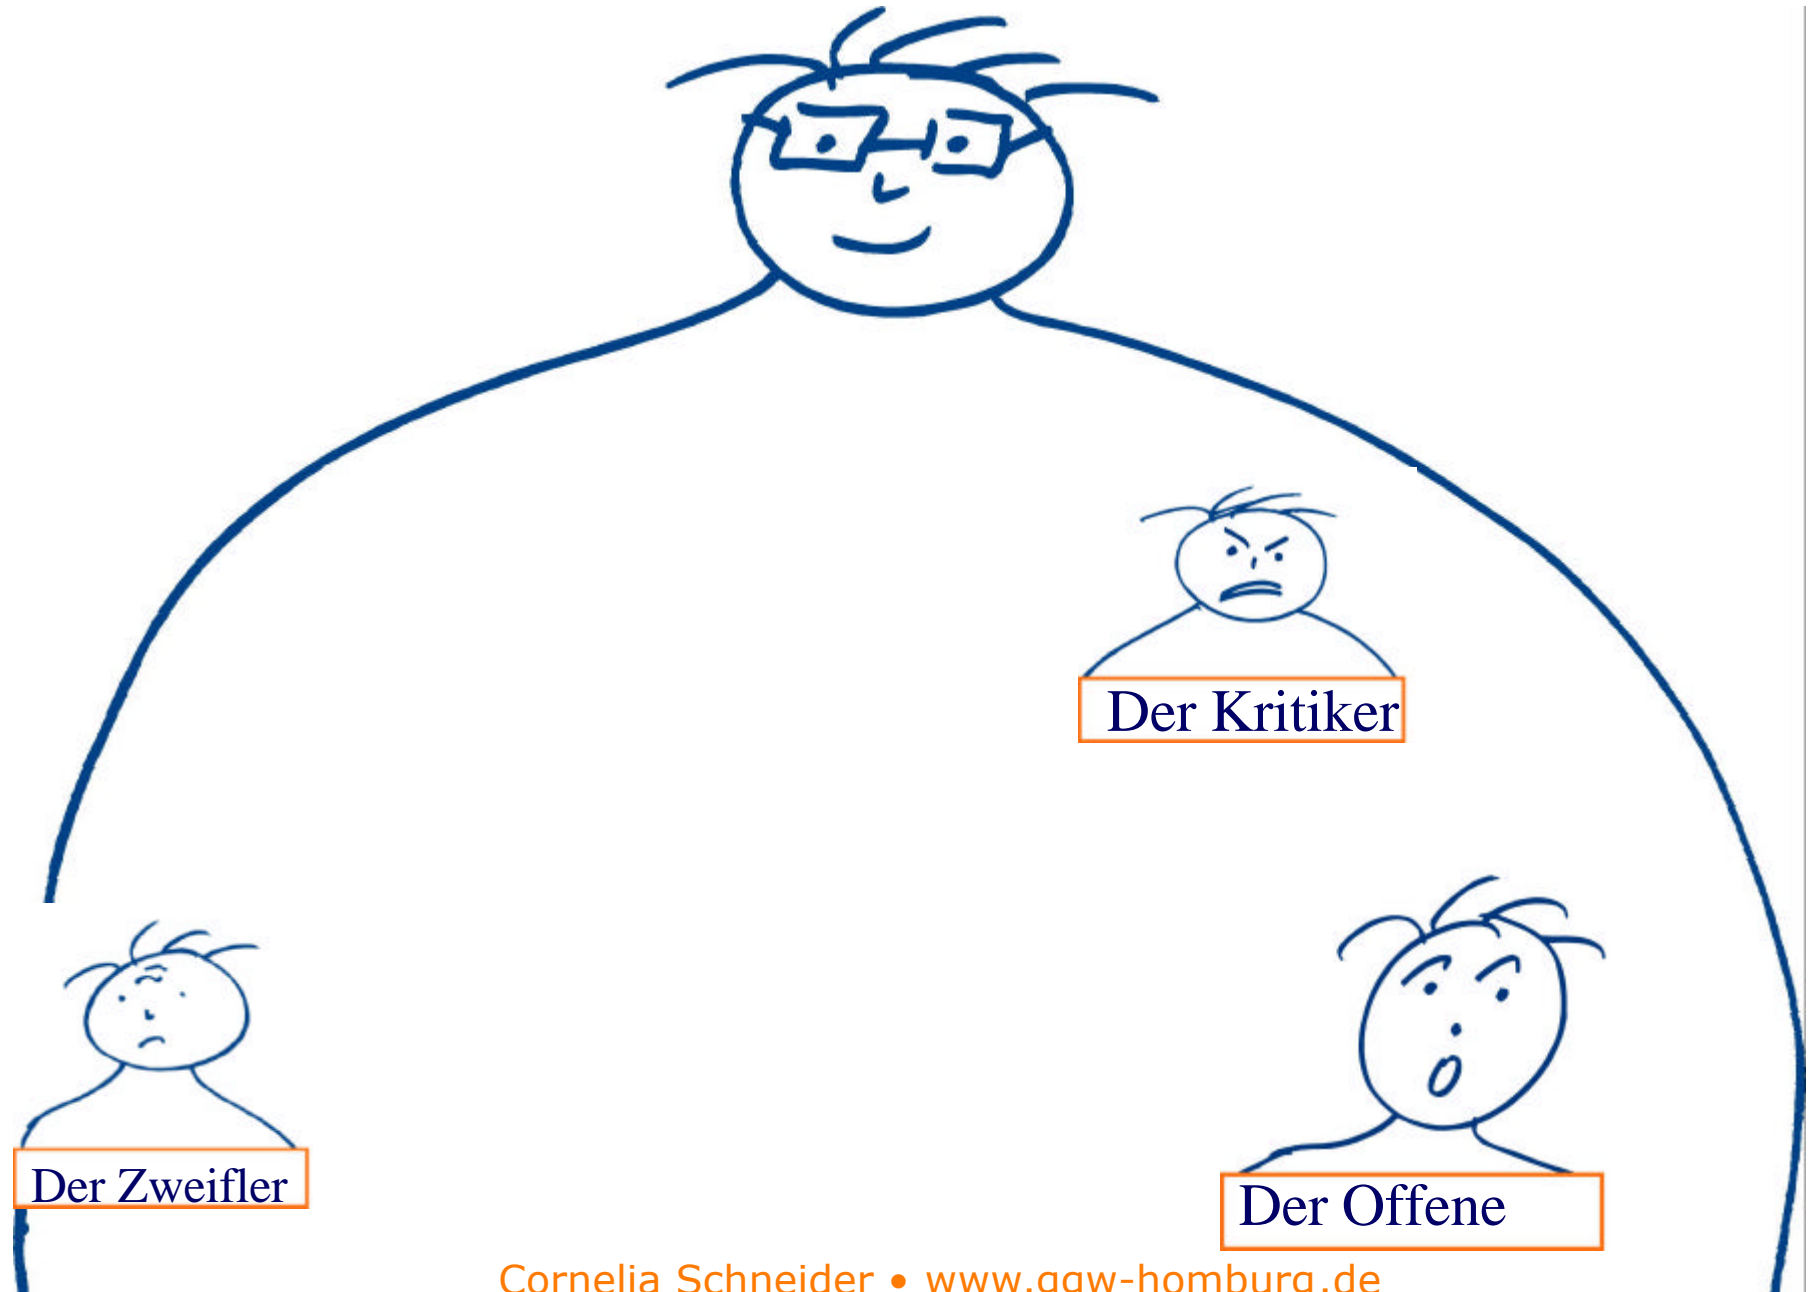 Der Kritiker
Der Zweifler
Der Offene
Cornelia Schneider • www.ggw-homburg.de